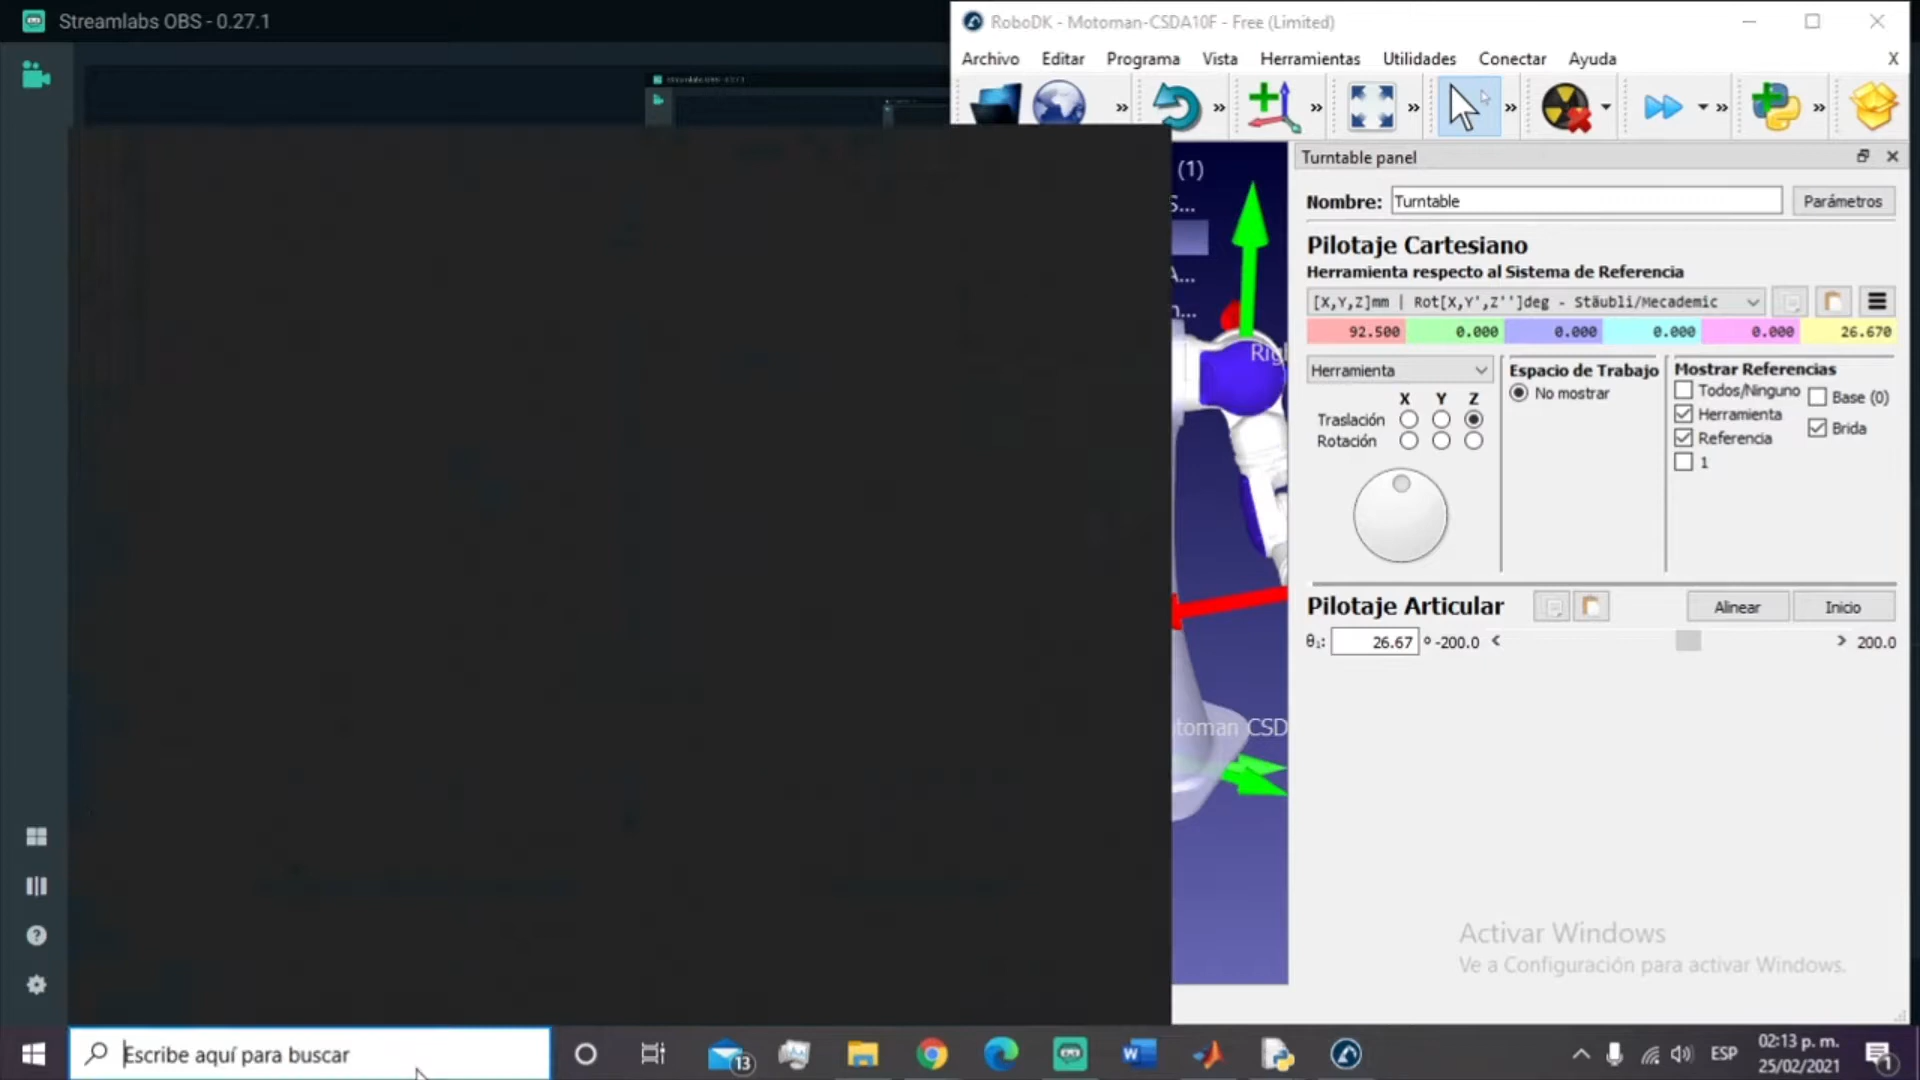 Streamlabs OBS - 0.27.1
RoboDK - Motoman-CSDA10F - Free (Limited)
Archivo Editar Programa Vista Herramientas Utilidades Conectar Ayuda X
Turntable panel
(1)
S...
A...
Rig
toman CSD
Nombre: Turntable Parámetros
Pilotaje Cartesiano
Herramienta respecto al Sistema de Referencia
[X,Y,Z]mm | Rot[X,Y',Z'']deg - Stäubli/Mecademic
92.500 0.000 0.000 0.000 0.000 26.670
Herramienta
X Y Z
Traslación
Rotación
Espacio de Trabajo
No mostrar
Mostrar Referencias
Todos/Ninguno
Base (0)
Herramienta
Brida
Referencia
1
Pilotaje Articular Alinear Inicio
θ₁: 26.67 º -200.0 < > 200.0
Activar Windows
Ve a Configuración para activar Windows.
Escribe aquí para buscar
13
ESP
02:13 p. m.
25/02/2021
1